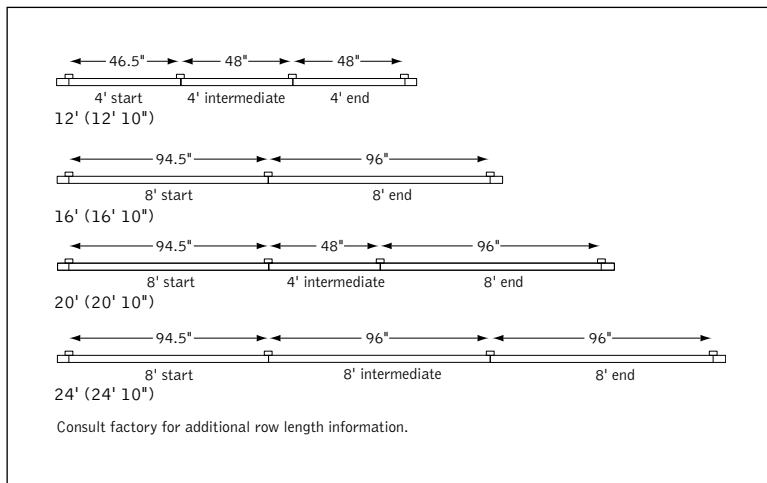 46.5" 48" 48"
4' start 4' intermediate 4' end
12' (12' 10")
94.5" 96"
8' start 8' end
16' (16' 10")
94.5" 48" 96"
8' start 4' intermediate 8' end
20' (20' 10")
94.5" 96" 96"
8' start 8' intermediate 8' end
24' (24' 10")
Consult factory for additional row length information.